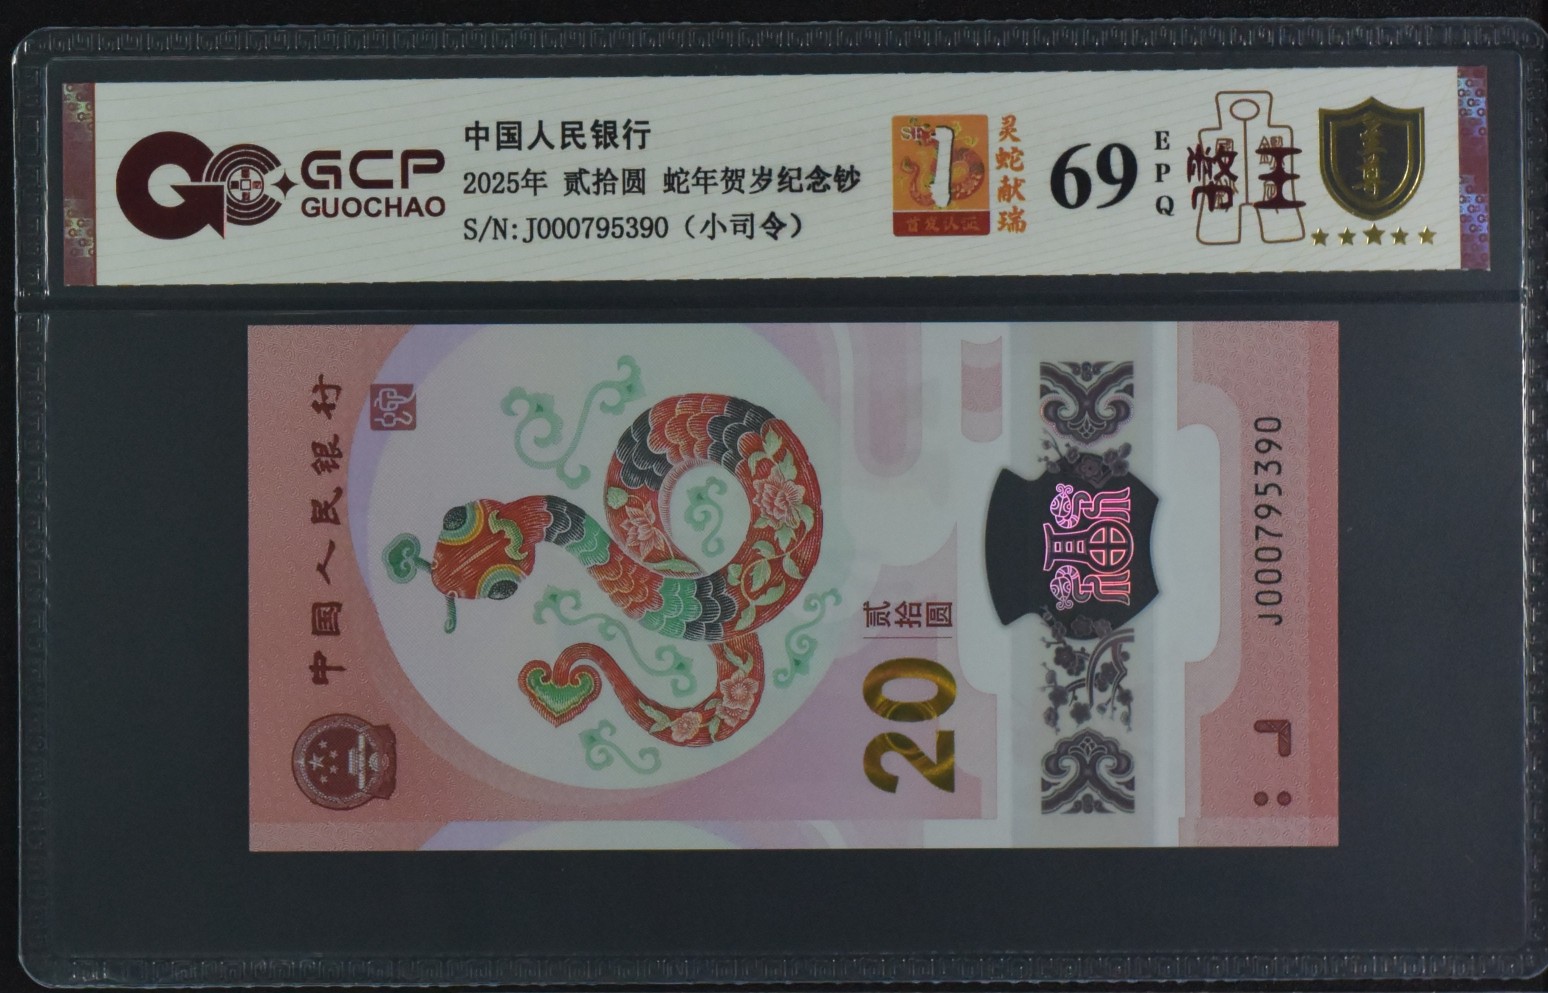 GCP
GUOCHAO
中国人民银行
2025年 贰拾圆 蛇年贺岁纪念钞
S/N:J000795390（小司令）
首发认证
灵蛇献瑞
69
EPQ
中国人民银行
贰拾圆
20
J000795390